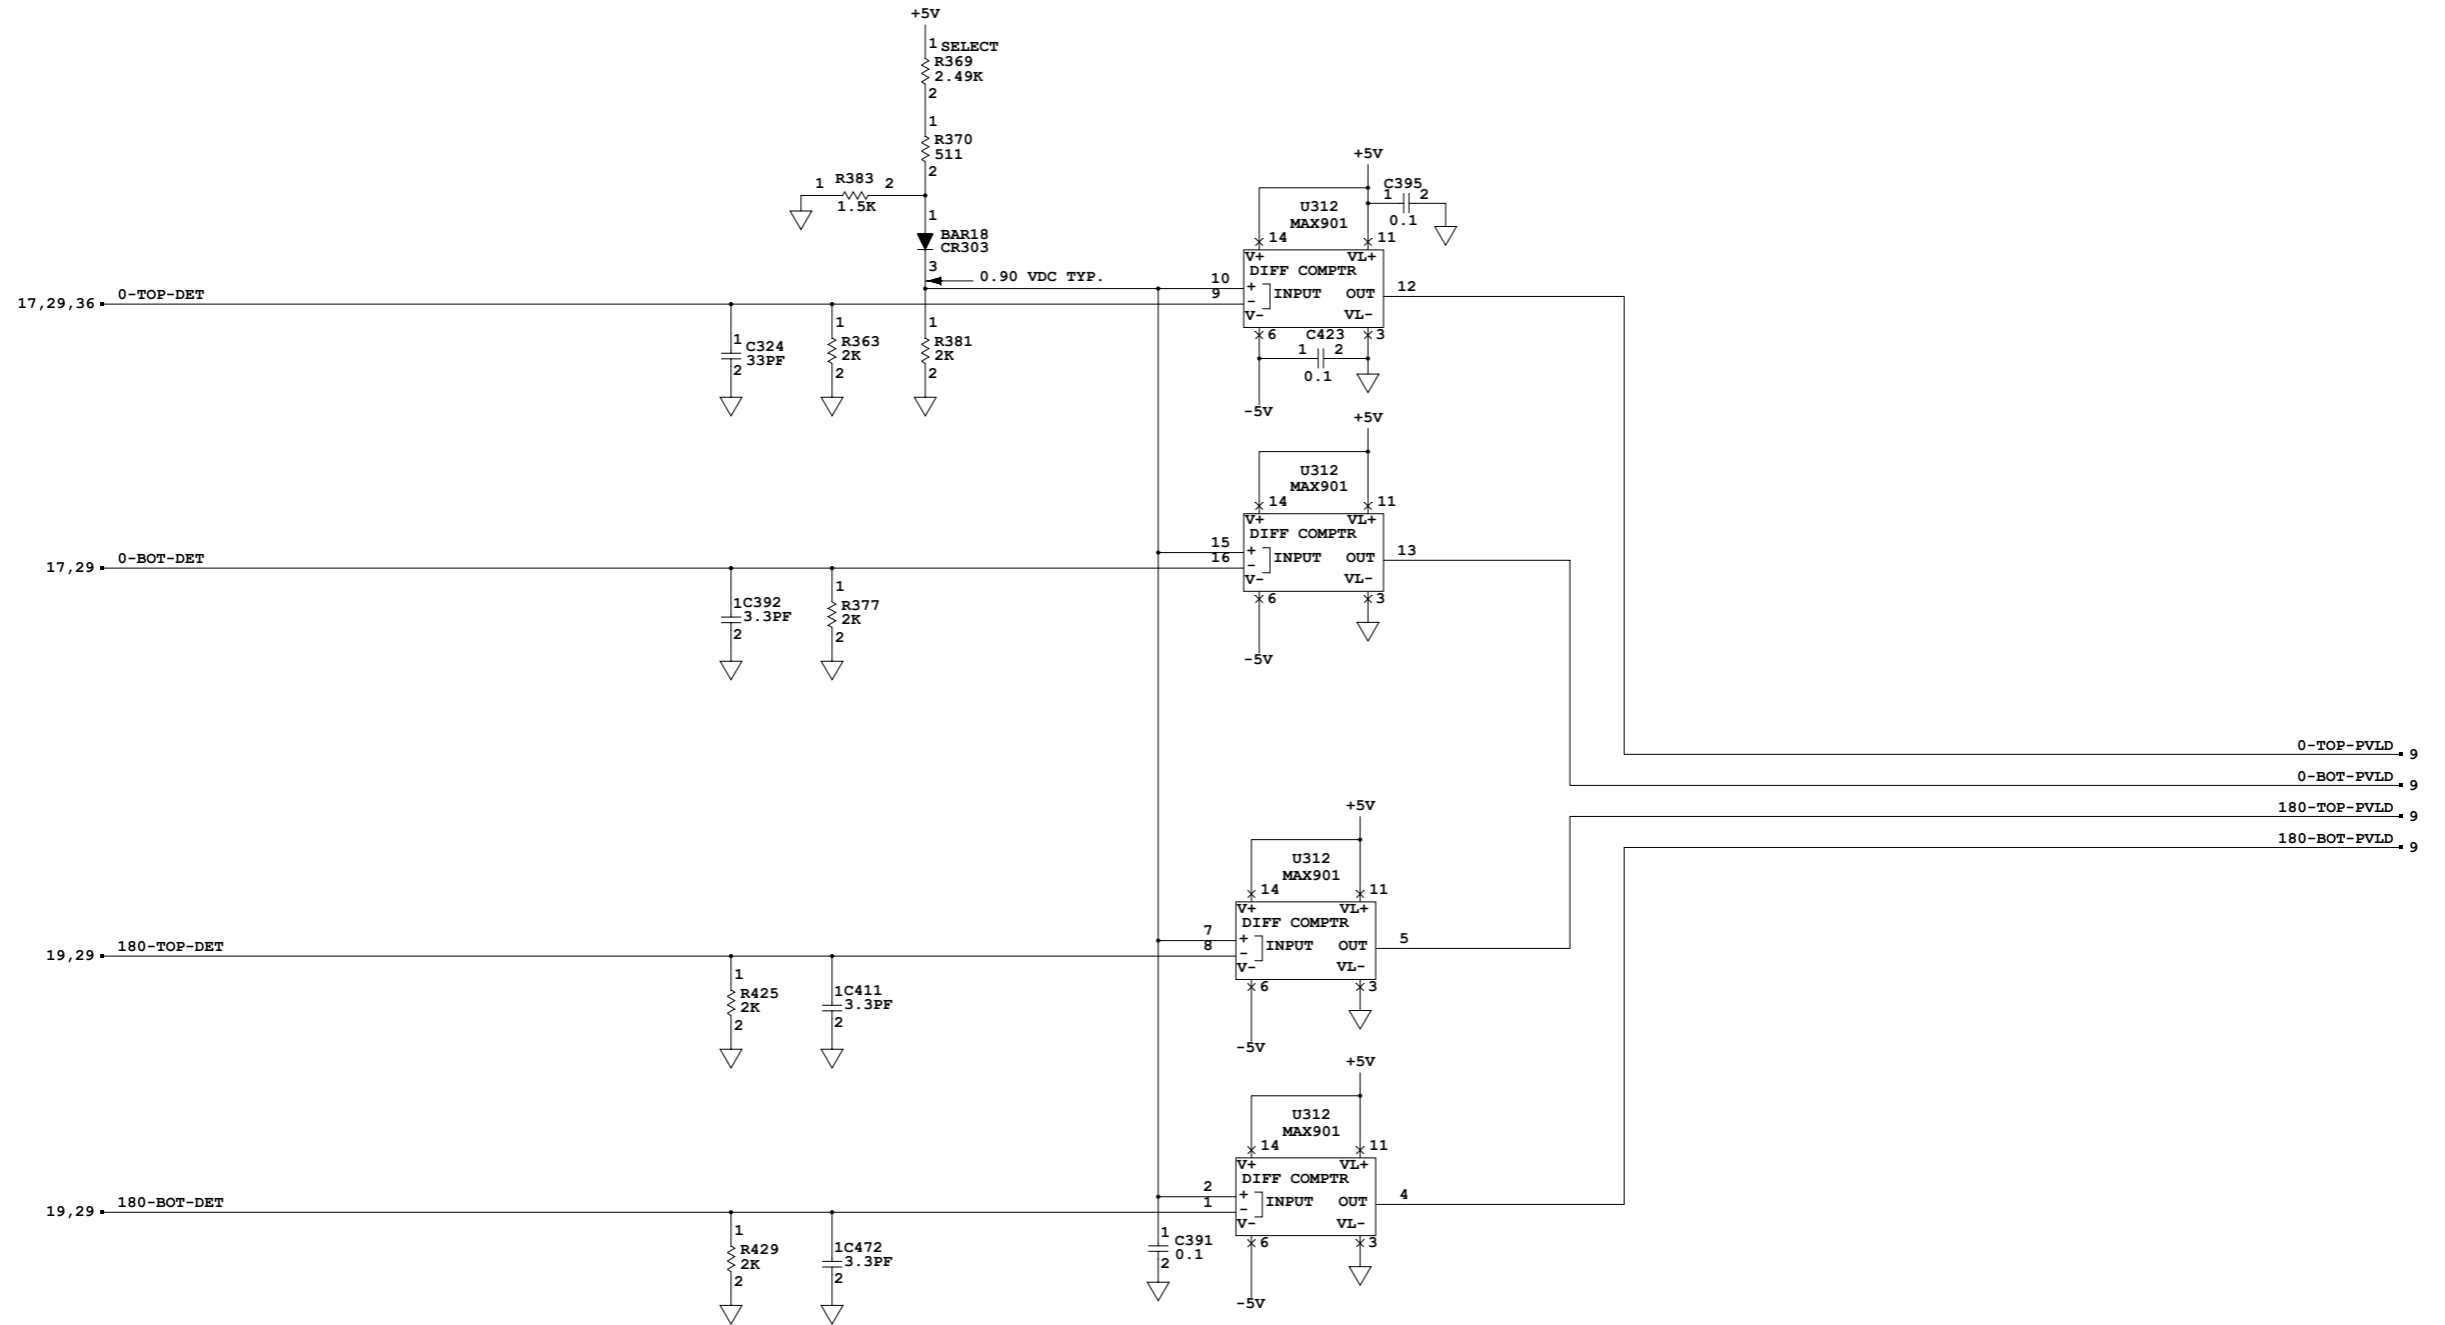 +5V
1 SELECT
R369
2.49K
2
1
R370
511
2
1 R383 2
1.5K
1
BAR18
CR303
3
0.90 VDC TYP.
17,29,36 0-TOP-DET
1 C324
33PF
2
1
R363
2K
2
1
R381
2K
2
+5V
C395
1 2
0.1
U312
MAX901
14 11
V+ VL+
DIFF COMPTR
10 + INPUT OUT 12
9 -
V- VL-
6 C423 3
1 2
0.1
-5V
+5V
U312
MAX901
14 11
V+ VL+
DIFF COMPTR
15 + INPUT OUT 13
16 -
V- VL-
6 3
-5V
17,29 0-BOT-DET
1C392
3.3PF
2
1
R377
2K
2
0-TOP-PVLD 9
0-BOT-PVLD 9
180-TOP-PVLD 9
180-BOT-PVLD 9
+5V
U312
MAX901
14 11
V+ VL+
DIFF COMPTR
7 + INPUT OUT 5
8 -
V- VL-
6 3
-5V
19,29 180-TOP-DET
1
R425
2K
2
1C411
3.3PF
2
+5V
U312
MAX901
14 11
V+ VL+
DIFF COMPTR
2 + INPUT OUT 4
1 -
V- VL-
6 3
-5V
19,29 180-BOT-DET
1
R429
2K
2
1C472
3.3PF
2
1
C391
0.1
2